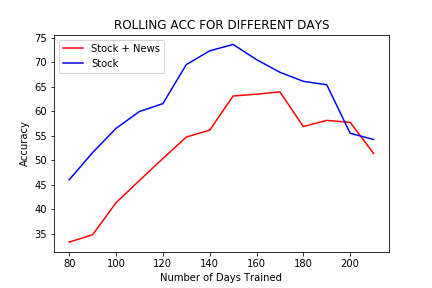 ROLLING ACC FOR DIFFERENT DAYS
Stock + News
Stock
Accuracy
75
70
65
60
55
50
45
40
35
80 100 120 140 160 180 200
Number of Days Trained